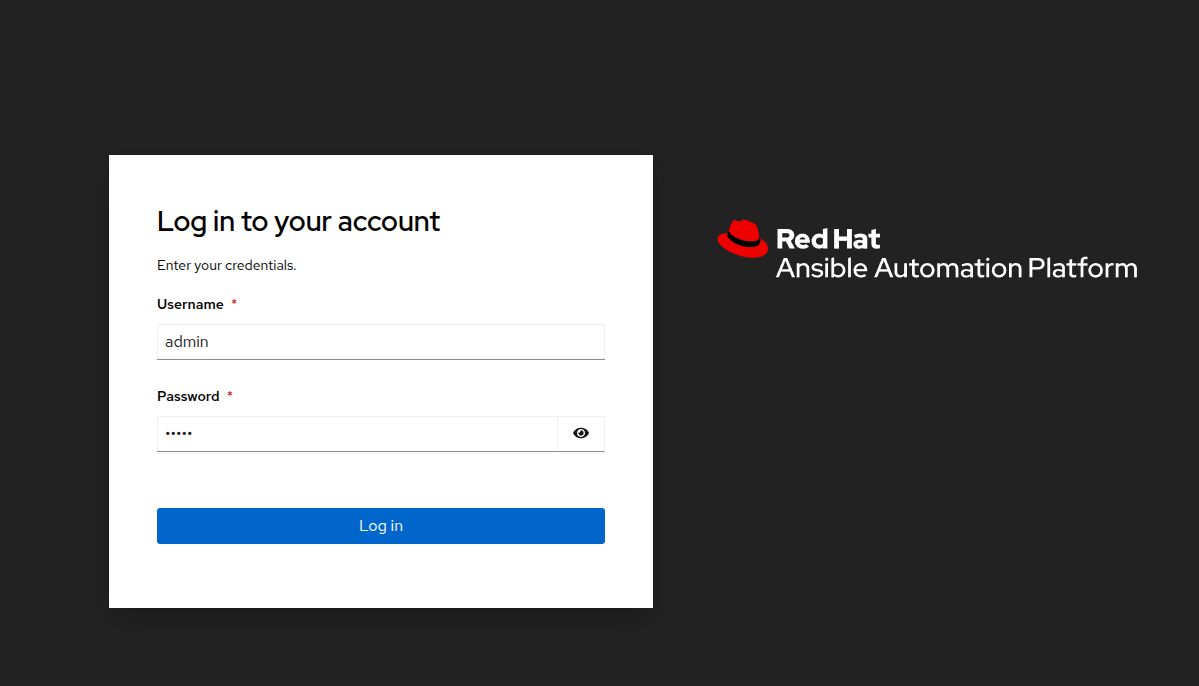 Log in to your account
Enter your credentials.
Username *
admin
Password *
•••••
Log in
Red Hat
Ansible Automation Platform